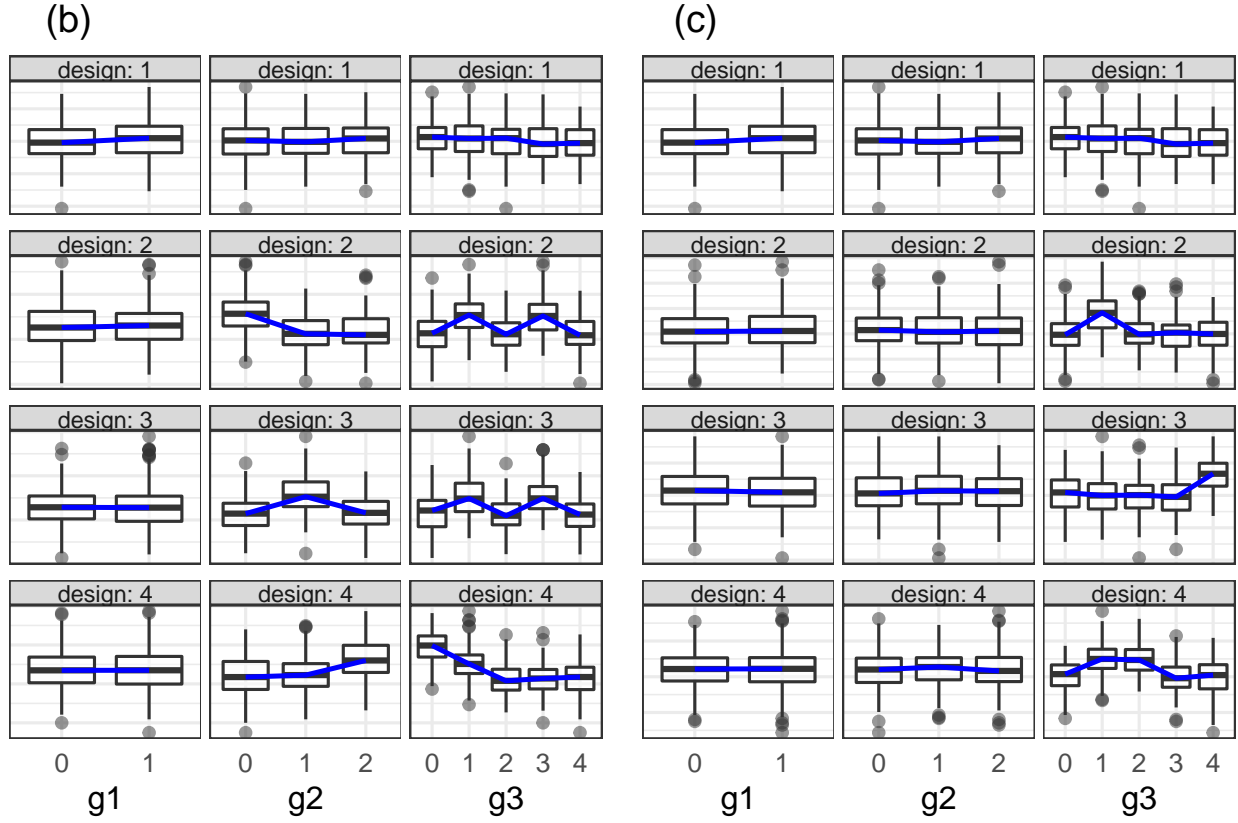 (b) (c)
design: 1 design: 1 design: 1 design: 1 design: 1 design: 1
design: 2 design: 2 design: 2 design: 2 design: 2 design: 2
design: 3 design: 3 design: 3 design: 3 design: 3 design: 3
design: 4 design: 4 design: 4 design: 4 design: 4 design: 4
0 1 0 1 2 0 1 2 3 4 0 1 0 1 2 0 1 2 3 4
g1 g2 g3 g1 g2 g3